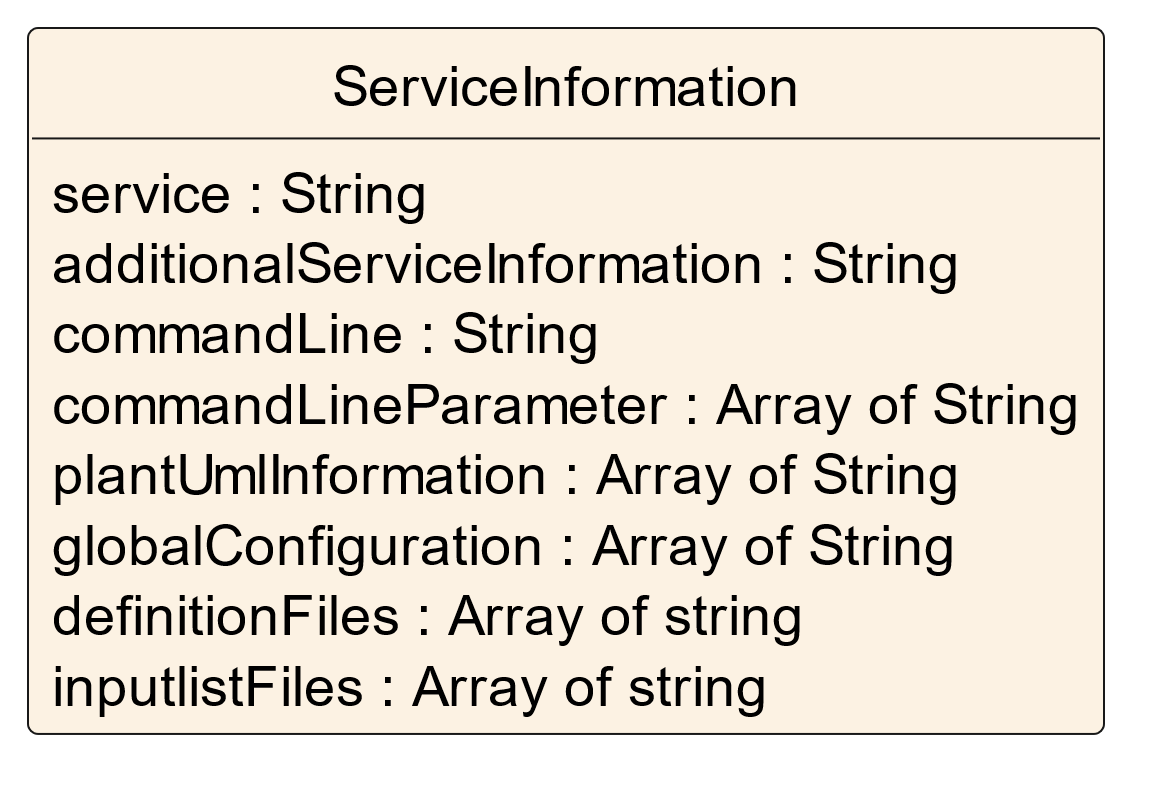 ServiceInformation
service : String
additionalServiceInformation : String
commandLine : String
commandLineParameter : Array of String
plantUmlInformation : Array of String
globalConfiguration : Array of String
definitionFiles : Array of string
inputlistFiles : Array of string